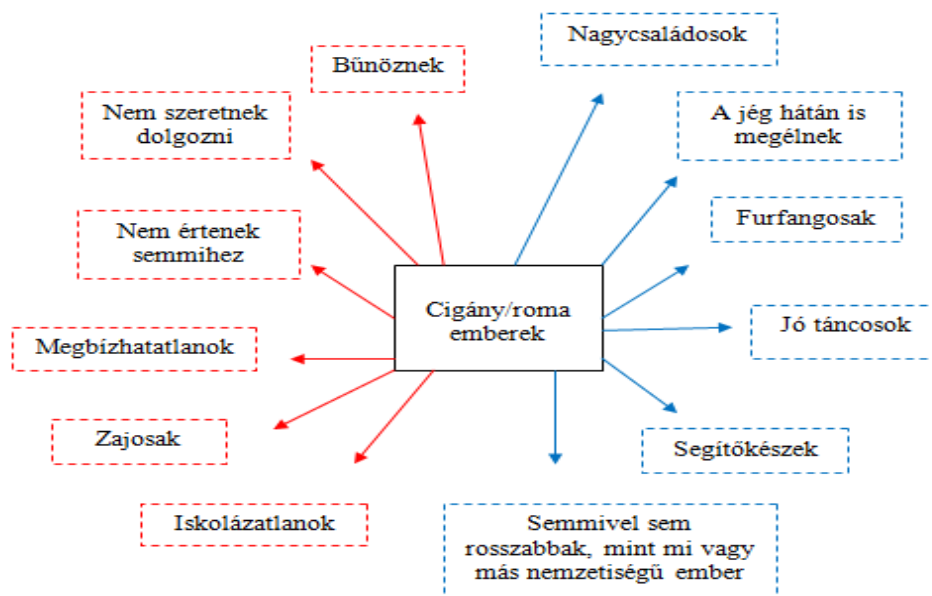 Nagycsaládosok
Bűnöznek
Nem szeretnek
dolgozni
A jég hátán is
megélnek
Nem értenek
semmihez
Furfangosak
Cigány/roma
emberek
Megbízhatatlanok
Jó táncosok
Zajosak
Segítőkészek
Iskolázatlanok
Semmivel sem
rosszabbak, mint mi vagy
más nemzetiségű ember